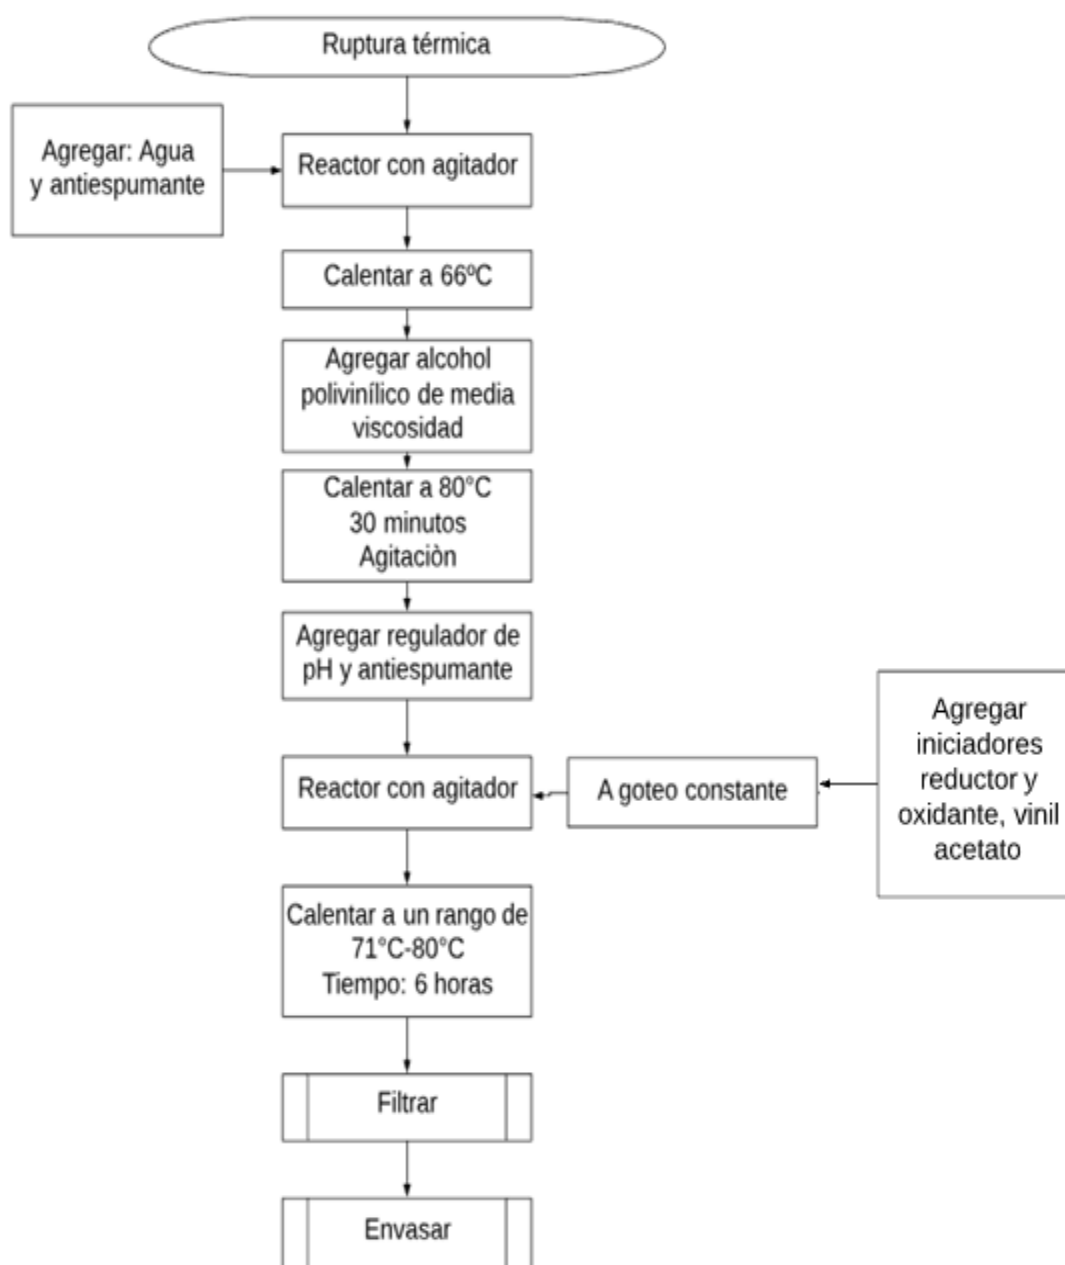 Ruptura térmica
Agregar: Agua
y antiespumante
Reactor con agitador
Calentar a 66ºC
Agregar alcohol
polivinílico de media
viscosidad
Calentar a 80°C
30 minutos
Agitaciòn
Agregar regulador de
pH y antiespumante
Reactor con agitador
A goteo constante
Agregar
iniciadores
reductor y
oxidante, vinil
acetato
Calentar a un rango de
71°C-80°C
Tiempo: 6 horas
Filtrar
Envasar